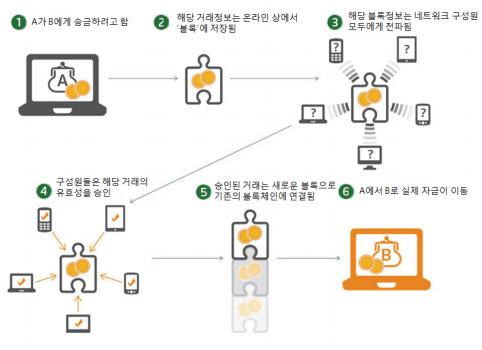 1 A가 B에게 송금하려고 함
2 해당 거래정보는 온라인 상에서
'블록'에 저장됨
3 해당 블록정보는 네트워크 구성원
모두에게 전파됨
A
?
?
?
?
?
4 구성원들은 해당 거래의
유효성을 승인
5 승인된 거래는 새로운 블록으로
기존의 블록체인에 연결됨
6 A에서 B로 실제 자금이 이동
B